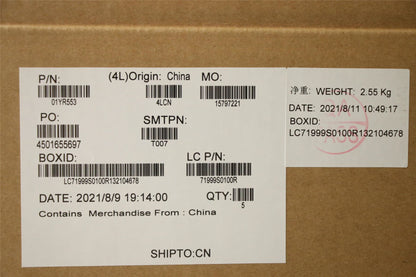 P/N: (4L)Origin: China MO:
01YR553 4LCN 15797221
PO: SMTPN:
4501655697 T007
BOXID: LC P/N:
LC71999S0100R132104678 71999S0100R
DATE: 2021/8/9 19:14:00 QTY: 5
Contains Merchandise From : China
SHIPTO:CN
净重: WEIGHT: 2.55 Kg
DATE: 2021/8/11 10:49:17
BOXID:
LC71999S0100R132104678